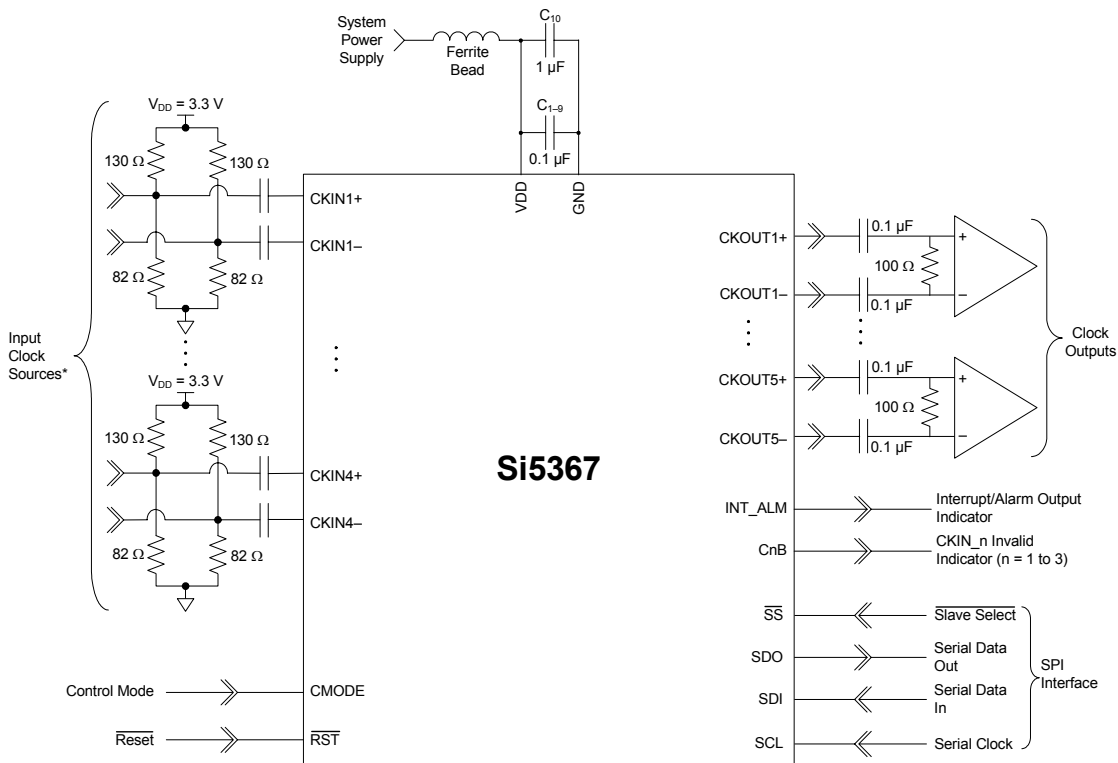 System
Power
Supply
Ferrite
Bead
C10
1 µF
C1–9
0.1 µF
VDD
GND
VDD = 3.3 V
130 Ω
130 Ω
CKIN1+
CKIN1–
82 Ω
82 Ω
Input
Clock
Sources*
VDD = 3.3 V
130 Ω
130 Ω
CKIN4+
CKIN4–
82 Ω
82 Ω
Control Mode
CMODE
Reset
RST
Si5367
CKOUT1+
0.1 µF
+
100 Ω
CKOUT1–
0.1 µF
–
CKOUT5+
0.1 µF
+
100 Ω
CKOUT5–
0.1 µF
–
Clock
Outputs
INT_ALM
Interrupt/Alarm Output
Indicator
CnB
CKIN_n Invalid
Indicator (n = 1 to 3)
SS
Slave Select
SDO
Serial Data
Out
SDI
Serial Data
In
SCL
Serial Clock
SPI
Interface